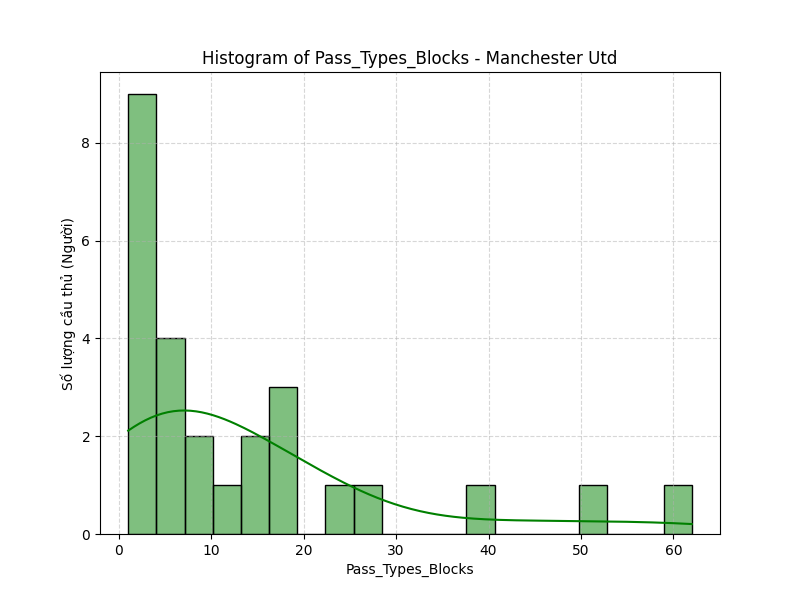 Histogram of Pass_Types_Blocks - Manchester Utd
Số lượng cầu thủ (Người)
8
6
4
2
0
0 10 20 30 40 50 60
Pass_Types_Blocks